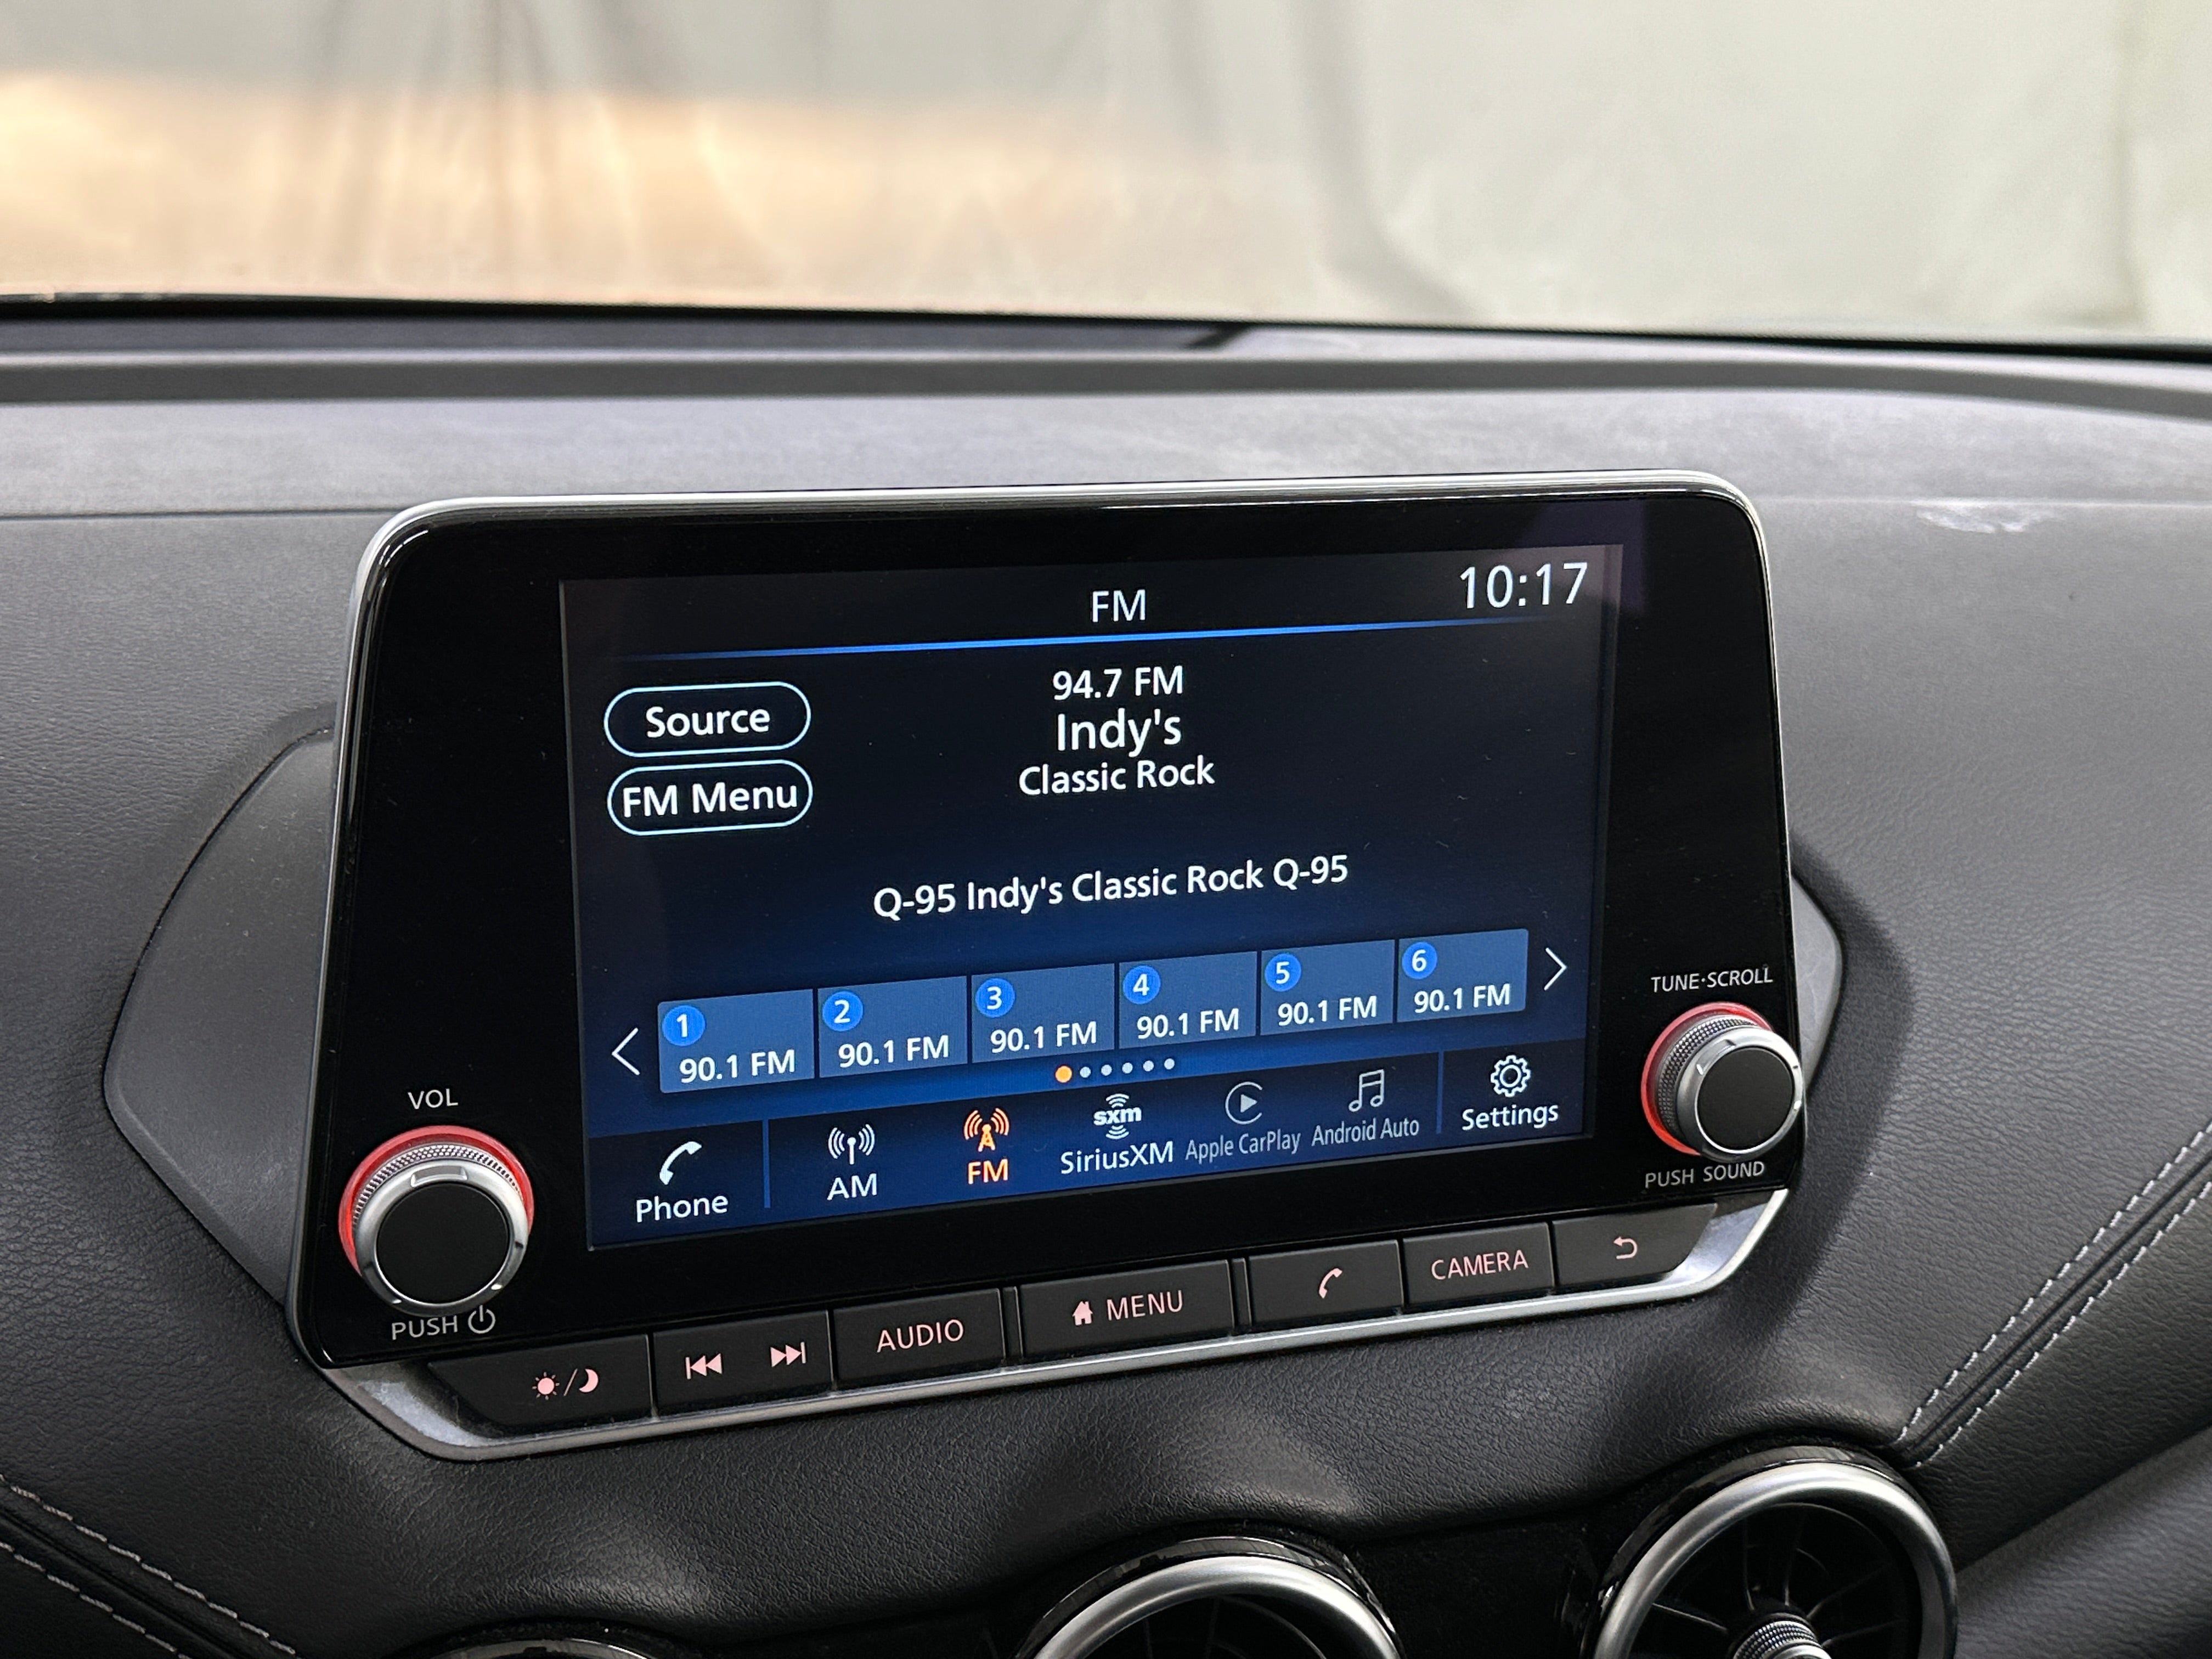 FM
10:17
94.7 FM
Indy's
Classic Rock
Source
FM Menu
Q-95 Indy's Classic Rock Q-95
1 90.1 FM
2 90.1 FM
3 90.1 FM
4 90.1 FM
5 90.1 FM
6 90.1 FM
Phone
AM
FM
sxm
SiriusXM
Apple CarPlay
Android Auto
Settings
VOL
PUSH
TUNE·SCROLL
PUSH SOUND
AUDIO
MENU
CAMERA